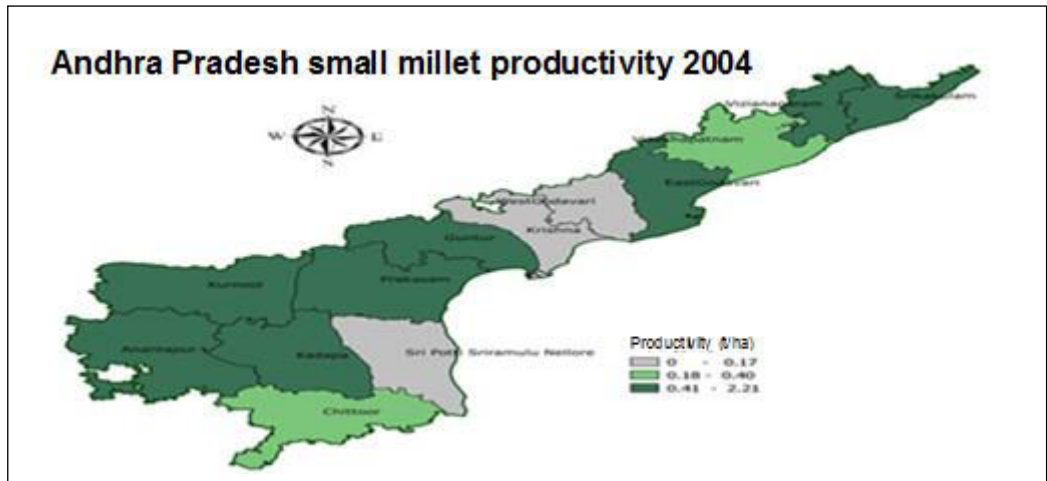 Andhra Pradesh small millet productivity 2004
N
W E
S
Vizianagaram
Srikakulam
Visakhapatnam
EastGodavari
WestGodavari
Krishna
Guntur
Prakasam
Kurnool
Anantapur
Kadapa
Sri Potti Sriramulu Nellore
Chittoor
Productivity (t/ha)
0 - 0.17
0.18 - 0.40
0.41 - 2.21